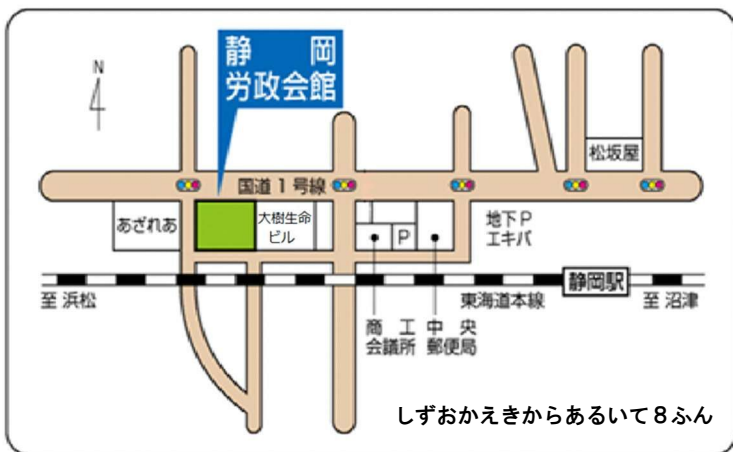 N
静　岡
労政会館
松坂屋
国道1号線
あざれあ
大樹生命
ビル
P
地下P
エキパ
至 浜松
東海道本線
静岡駅
至 沼津
商　工
会議所
中　央
郵便局
しずおかえきからあるいて８ふん